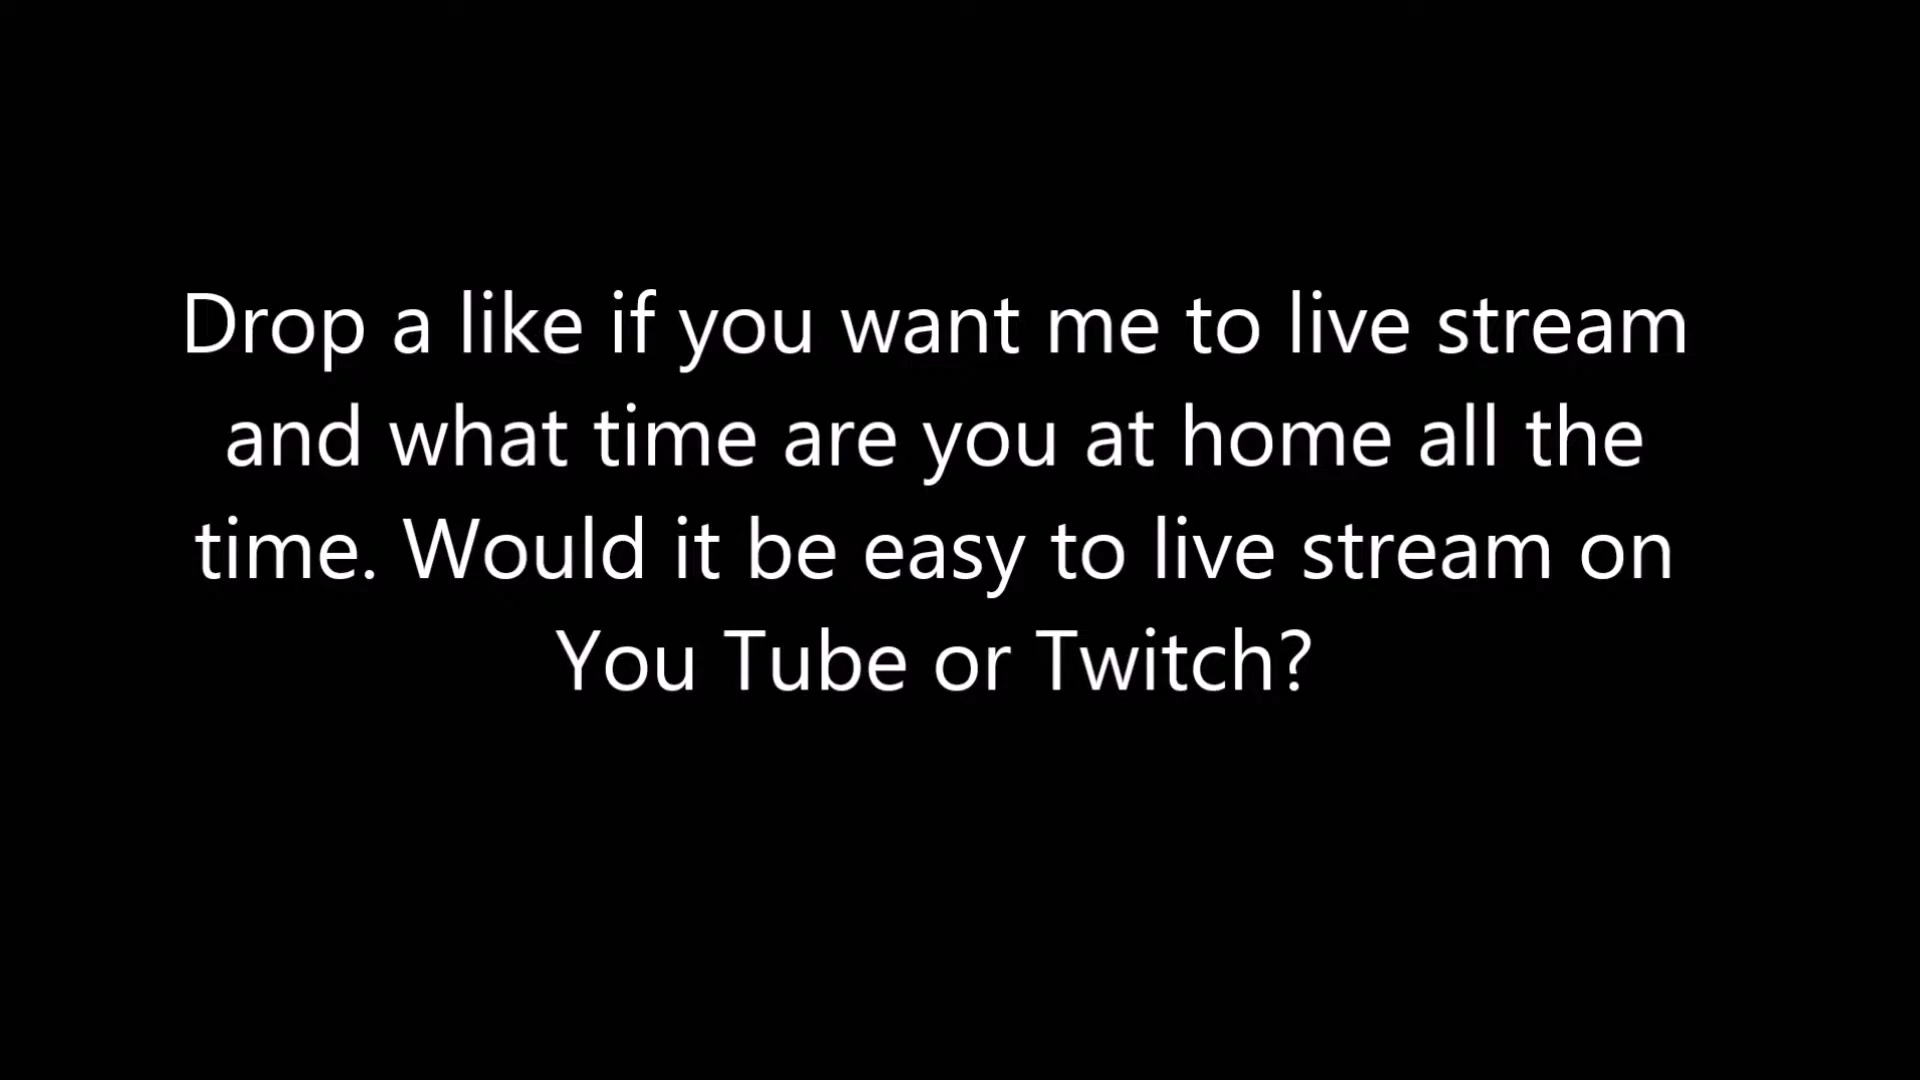 Drop a like if you want me to live stream
and what time are you at home all the
time. Would it be easy to live stream on
You Tube or Twitch?